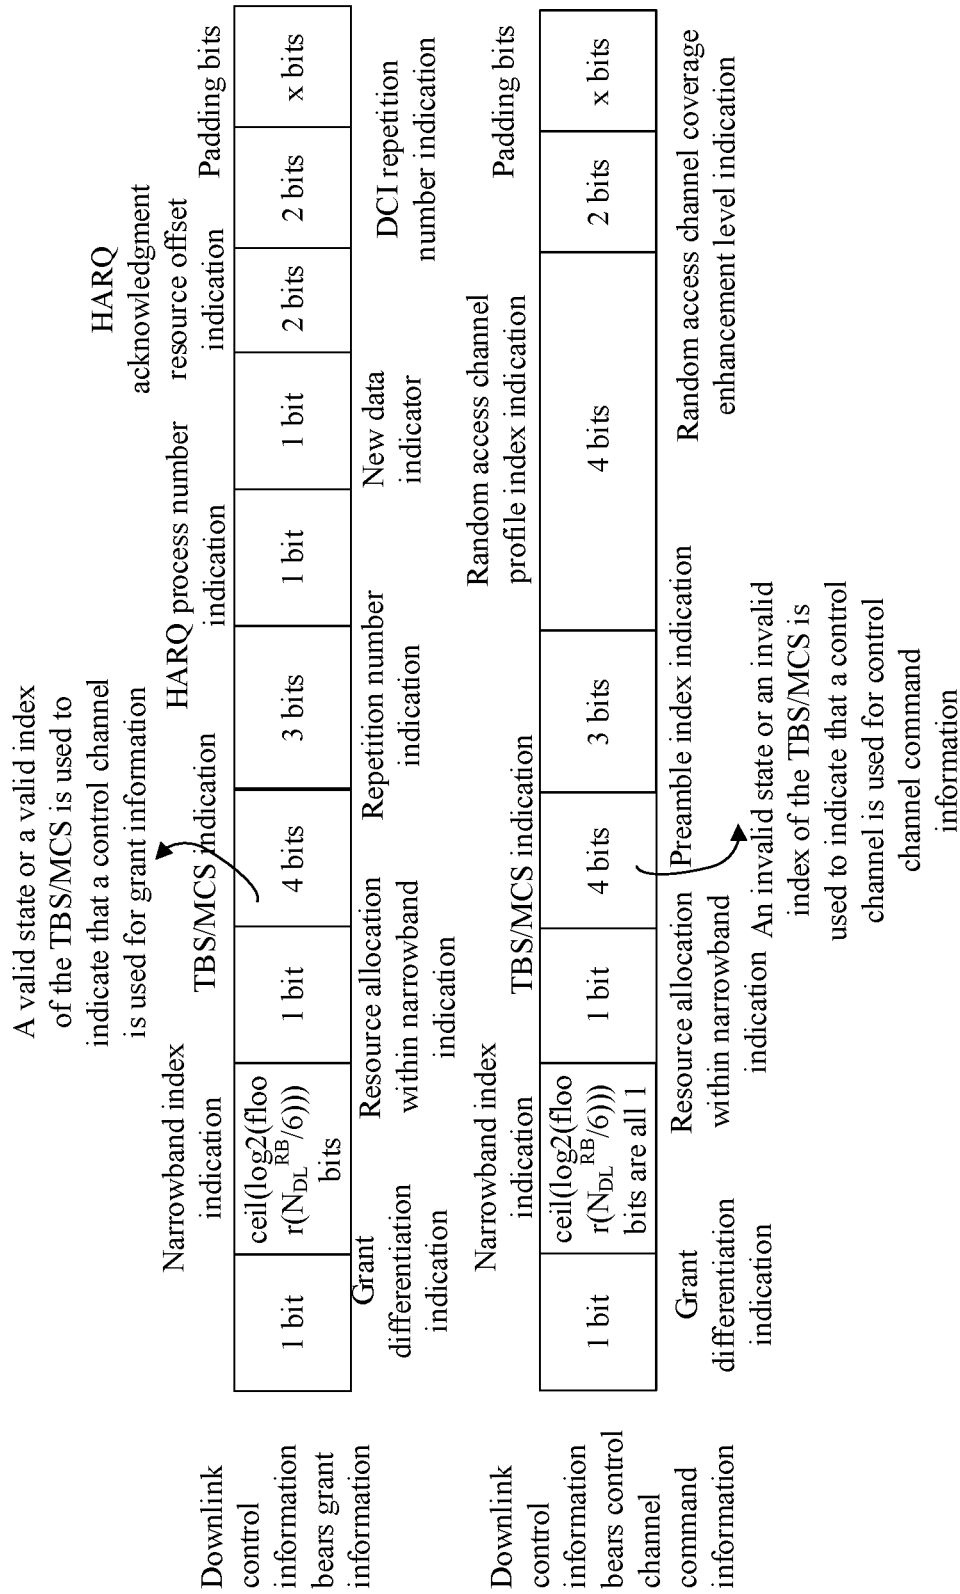 A valid state or a valid index
of the TBS/MCS is used to
indicate that a control channel
is used for grant information
Downlink
control
information
bears grant
information
Narrowband index
indication
TBS/MCS indication
HARQ process number
indication
HARQ
acknowledgment
resource offset
indication
Padding bits
1 bit
ceil(log2(floo
r(N_DL^RB/6)))
bits
1 bit
4 bits
3 bits
1 bit
1 bit
2 bits
2 bits
x bits
Grant
differentiation
indication
Resource allocation
within narrowband
indication
Repetition number
indication
New data
indicator
DCI repetition
number indication
Downlink
control
information
bears control
channel
command
information
Narrowband index
indication
TBS/MCS indication
Random access channel
profile index indication
Padding bits
1 bit
ceil(log2(floo
r(N_DL^RB/6)))
bits are all 1
1 bit
4 bits
3 bits
4 bits
2 bits
x bits
Grant
differentiation
indication
Resource allocation
within narrowband
indication
Preamble index indication
Random access channel coverage
enhancement level indication
An invalid state or an invalid
index of the TBS/MCS is
used to indicate that a control
channel is used for control
channel command
information